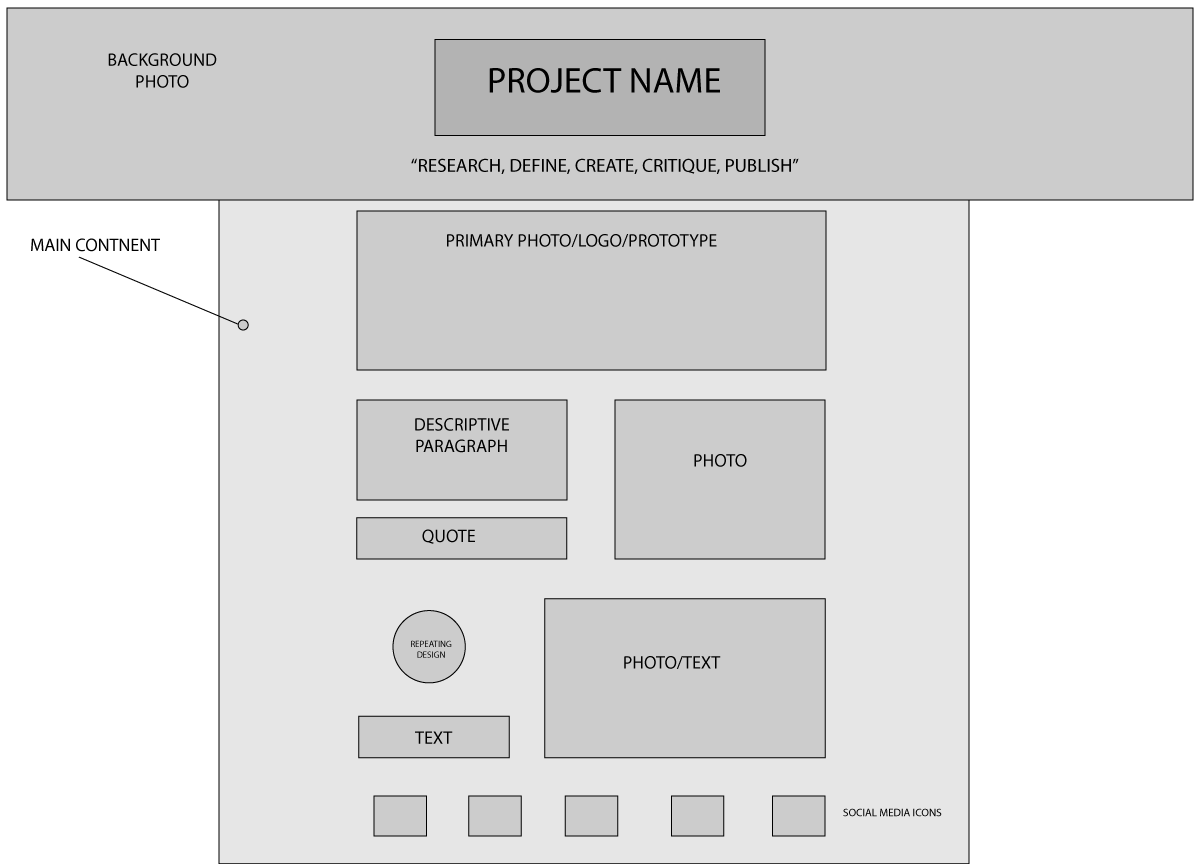 BACKGROUND
PHOTO
PROJECT NAME
“RESEARCH, DEFINE, CREATE, CRITIQUE, PUBLISH”
MAIN CONTNENT
PRIMARY PHOTO/LOGO/PROTOTYPE
DESCRIPTIVE
PARAGRAPH
PHOTO
QUOTE
REPEATING
DESIGN
PHOTO/TEXT
TEXT
SOCIAL MEDIA ICONS